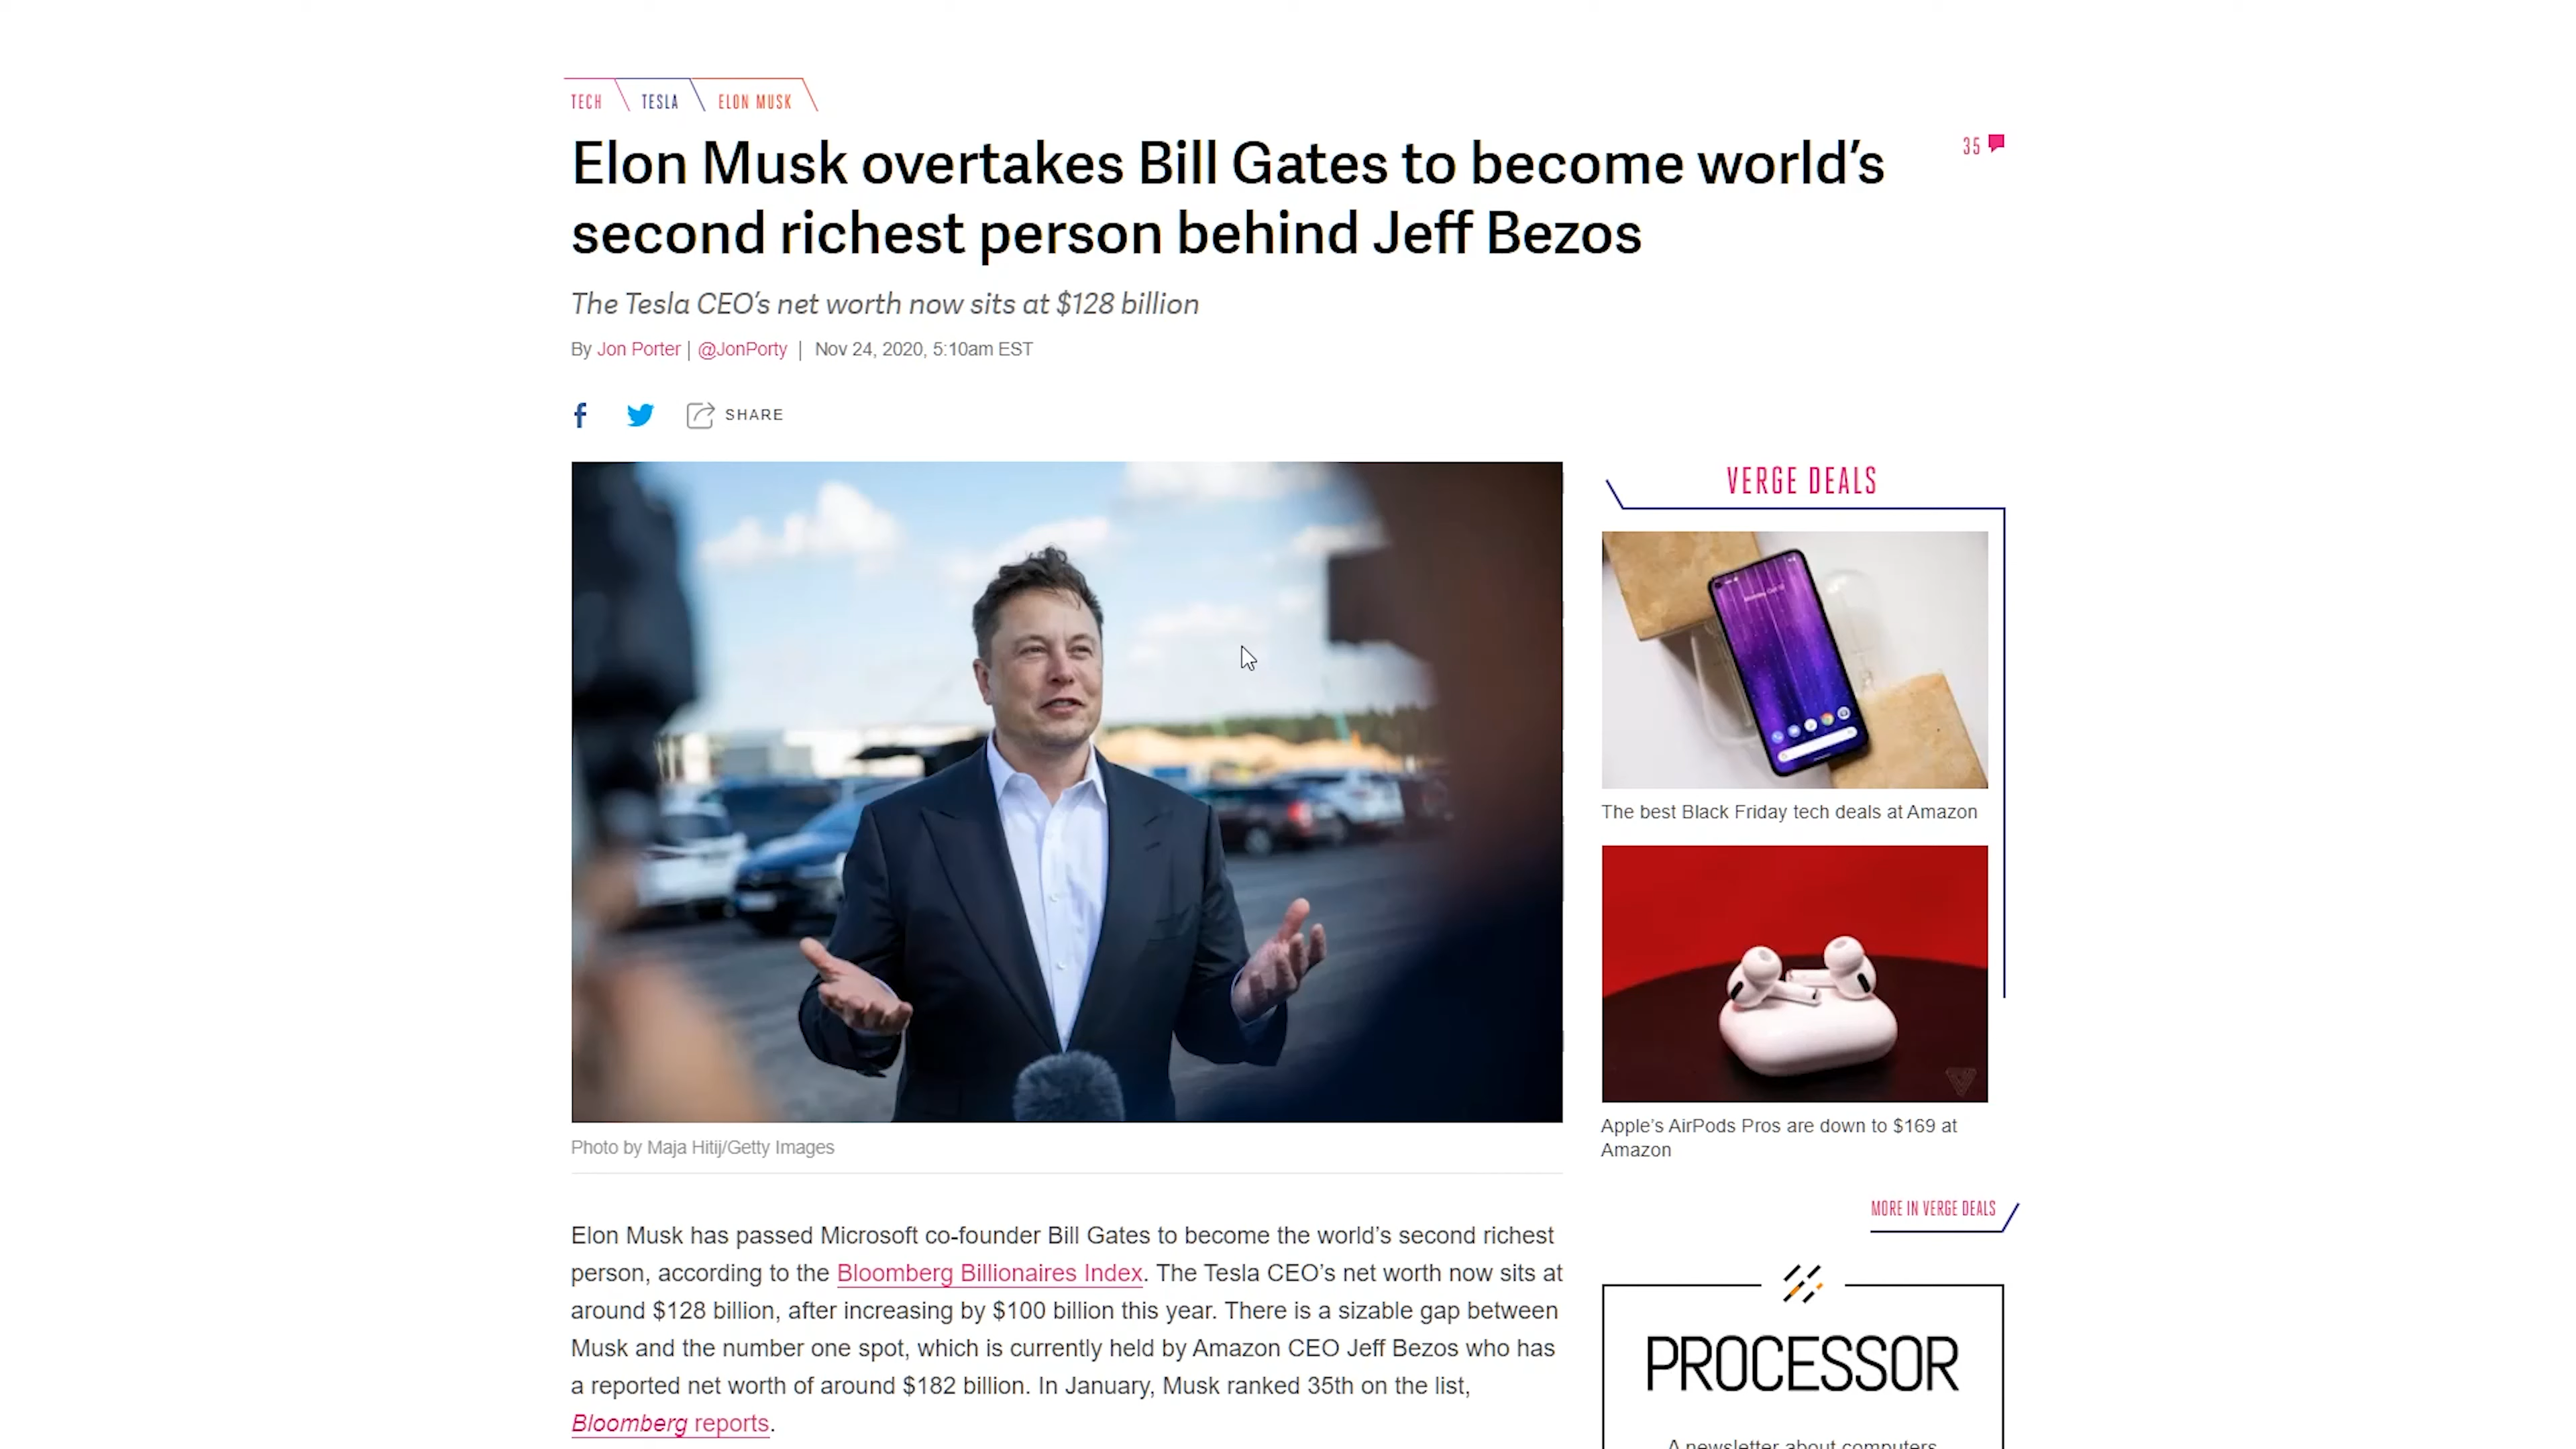 TECH
TESLA
ELON MUSK
Elon Musk overtakes Bill Gates to become world’s
second richest person behind Jeff Bezos
35
The Tesla CEO’s net worth now sits at $128 billion
By Jon Porter | @JonPorty | Nov 24, 2020, 5:10am EST
SHARE
Photo by Maja Hitij/Getty Images
Elon Musk has passed Microsoft co-founder Bill Gates to become the world’s second richest
person, according to the Bloomberg Billionaires Index. The Tesla CEO’s net worth now sits at
around $128 billion, after increasing by $100 billion this year. There is a sizable gap between
Musk and the number one spot, which is currently held by Amazon CEO Jeff Bezos who has
a reported net worth of around $182 billion. In January, Musk ranked 35th on the list,
Bloomberg reports.
VERGE DEALS
The best Black Friday tech deals at Amazon
Apple’s AirPods Pros are down to $169 at
Amazon
MORE IN VERGE DEALS
PROCESSOR
A newsletter about computers